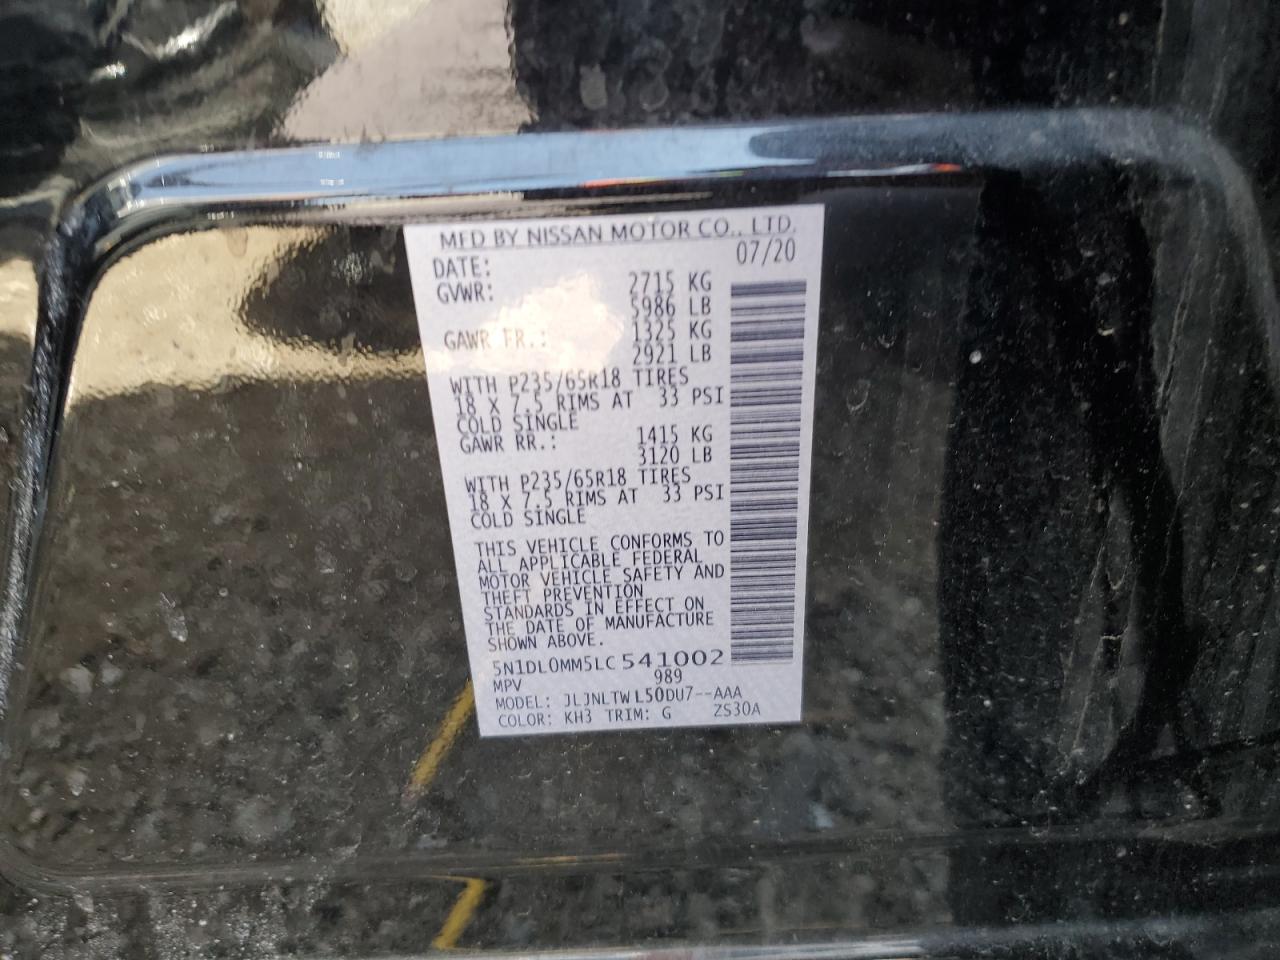 MFD BY NISSAN MOTOR CO., LTD.
DATE: 07/20
GVWR: 2715 KG
5986 LB
GAWR FR.: 1325 KG
2921 LB
WITH P235/65R18 TIRES
18 X 7.5 RIMS AT 33 PSI
COLD SINGLE
GAWR RR.: 1415 KG
3120 LB
WITH P235/65R18 TIRES
18 X 7.5 RIMS AT 33 PSI
COLD SINGLE
THIS VEHICLE CONFORMS TO
ALL APPLICABLE FEDERAL
MOTOR VEHICLE SAFETY AND
THEFT PREVENTION
STANDARDS IN EFFECT ON
THE DATE OF MANUFACTURE
SHOWN ABOVE.
5N1DL0MM5LC541002
MPV 989
MODEL: JLJNLTWL50DU7--AAA
COLOR: KH3 TRIM: G ZS30A